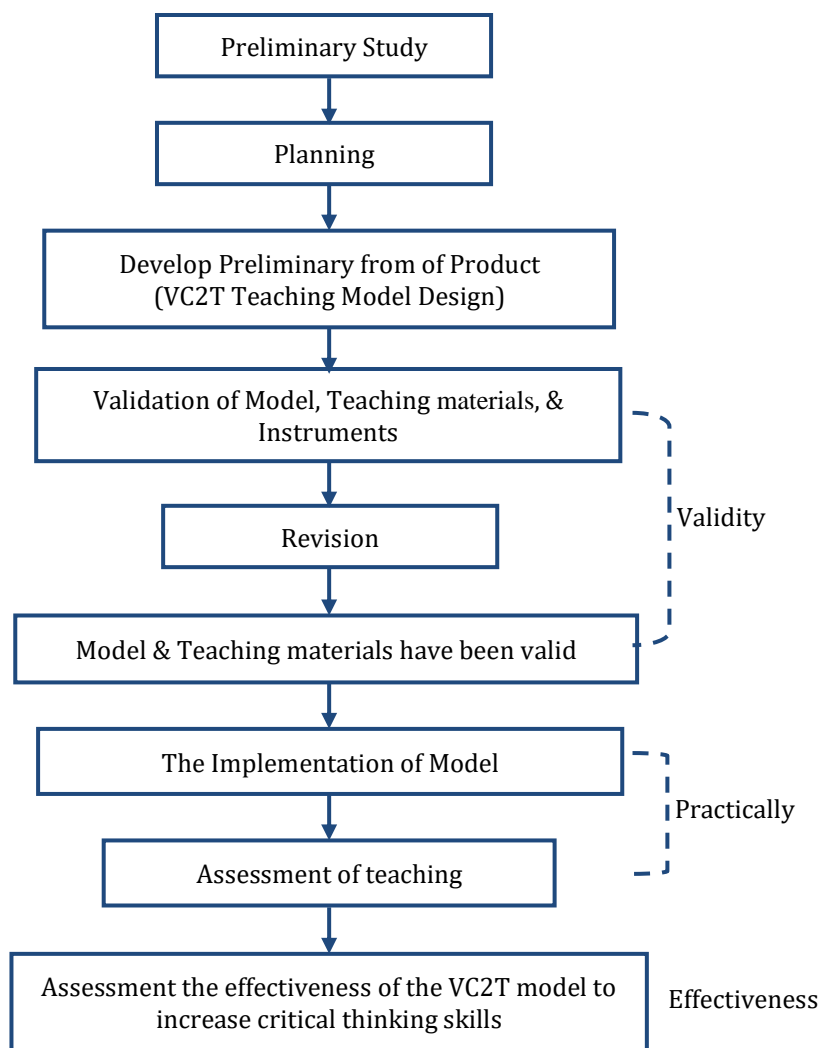 Preliminary Study
Planning
Develop Preliminary from of Product
(VC2T Teaching Model Design)
Validation of Model, Teaching materials, &
Instruments
Validity
Revision
Model & Teaching materials have been valid
The Implementation of Model
Practically
Assessment of teaching
Assessment the effectiveness of the VC2T model to
increase critical thinking skills
Effectiveness